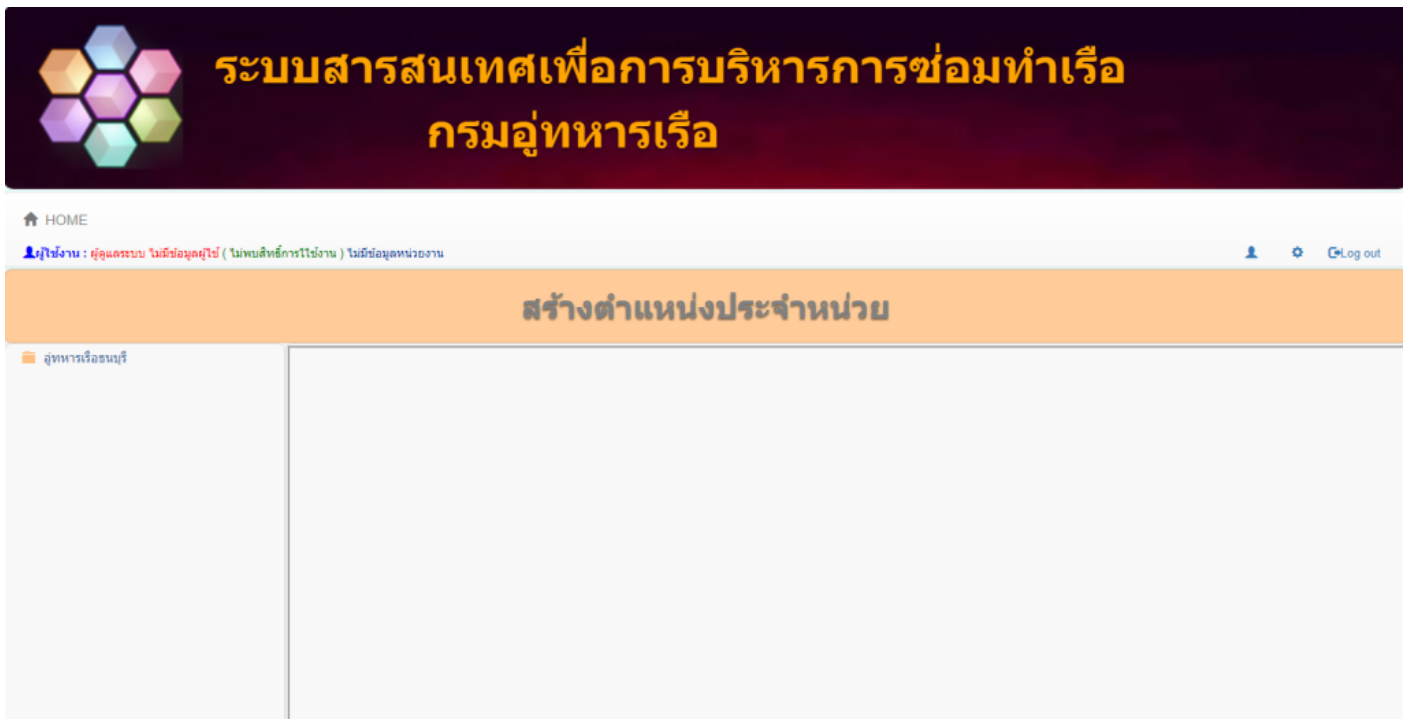 ระบบสารสนเทศเพื่อการบริหารการซ่อมทำเรือ
กรมอู่ทหารเรือ
HOME
ผู้ใช้งาน : ผู้ดูแลระบบ ไม่มีข้อมูลผู้ใช้ ( ไม่พบสิทธิ์การใใช้งาน ) ไม่มีข้อมูลหน่วยงาน
Log out
สร้างตำแหน่งประจำหน่วย
อู่ทหารเรือธนบุรี